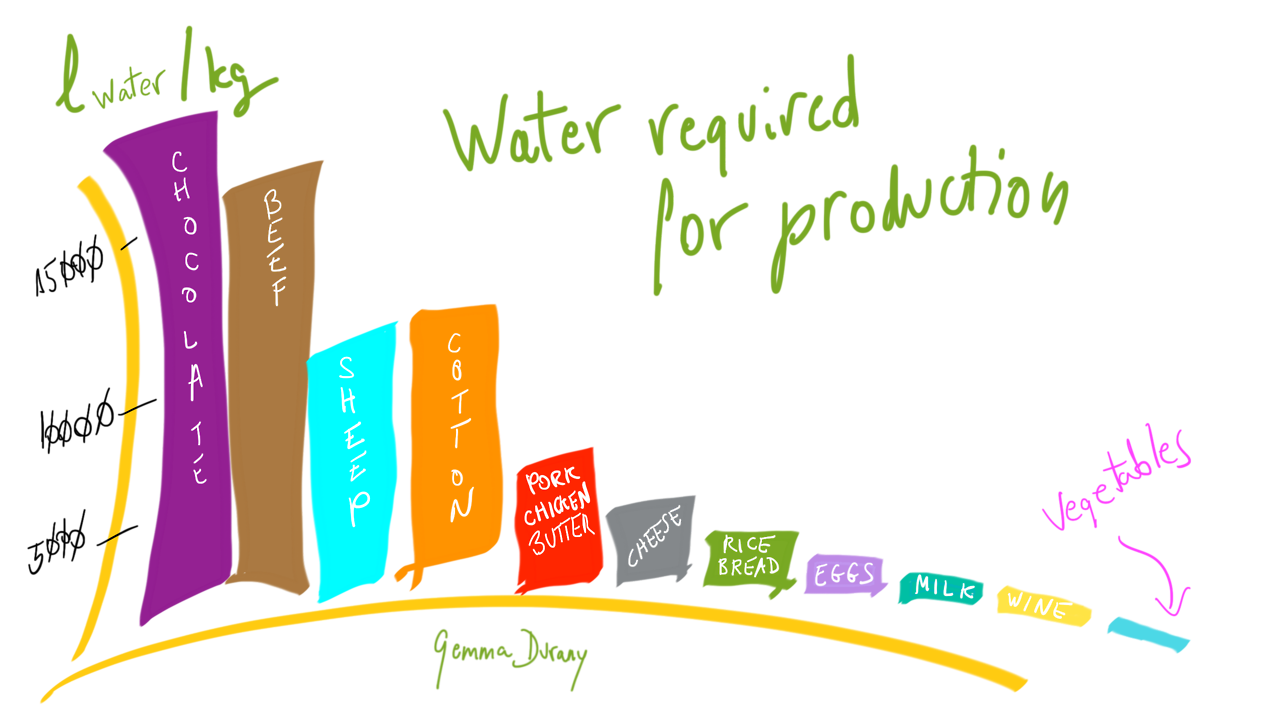 l water/kg
Water required
for production
15000
10000
5000
CHOCOLATE
BEEF
SHEEP
COTTON
PORK
CHICKEN
BUTTER
CHEESE
RICE
BREAD
EGGS
MILK
WINE
Vegetables
Gemma Durany